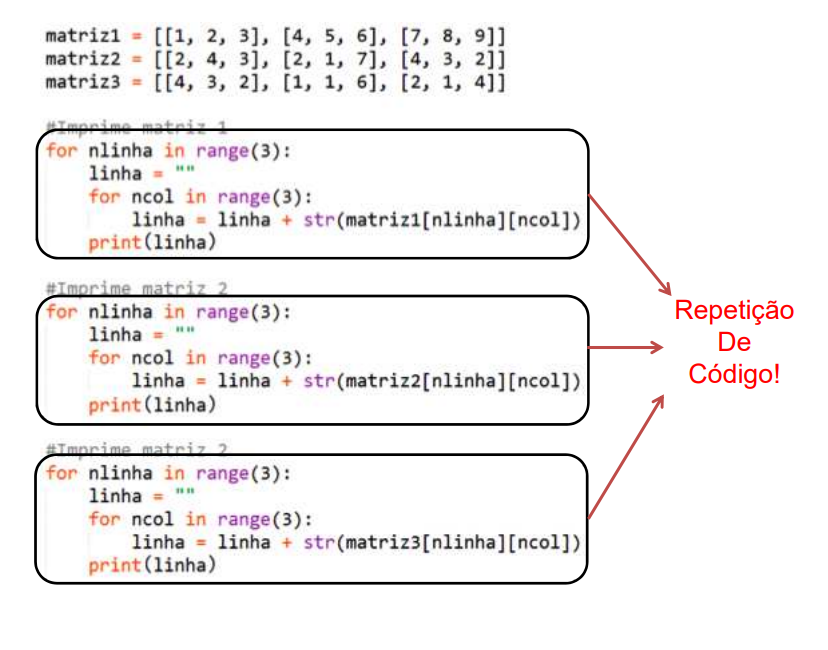 matriz1 = [[1, 2, 3], [4, 5, 6], [7, 8, 9]]
matriz2 = [[2, 4, 3], [2, 1, 7], [4, 3, 2]]
matriz3 = [[4, 3, 2], [1, 1, 6], [2, 1, 4]]
#Imprime matriz 1
for nlinha in range(3):
    linha = ""
    for ncol in range(3):
        linha = linha + str(matriz1[nlinha][ncol])
    print(linha)
#Imprime matriz 2
for nlinha in range(3):
    linha = ""
    for ncol in range(3):
        linha = linha + str(matriz2[nlinha][ncol])
    print(linha)
#Imprime matriz 2
for nlinha in range(3):
    linha = ""
    for ncol in range(3):
        linha = linha + str(matriz3[nlinha][ncol])
    print(linha)
Repetição
De
Código!